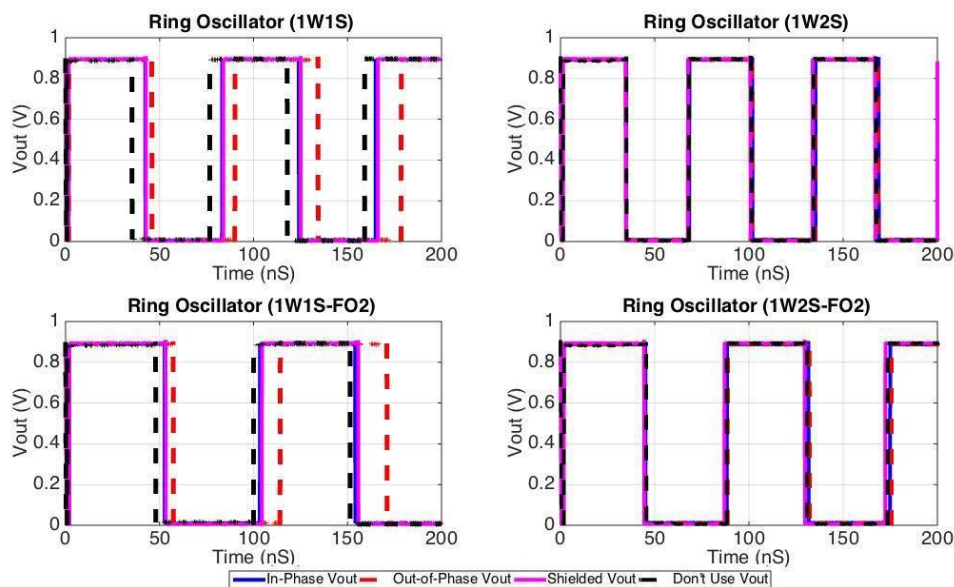 Ring Oscillator (1W1S)
Vout (V)
1
0.8
0.6
0.4
0.2
0
0 50 100 150 200
Time (nS)
Ring Oscillator (1W2S)
Vout (V)
1
0.8
0.6
0.4
0.2
0
0 50 100 150 200
Time (nS)
Ring Oscillator (1W1S-FO2)
Vout (V)
1
0.8
0.6
0.4
0.2
0
0 50 100 150 200
Time (nS)
Ring Oscillator (1W2S-FO2)
Vout (V)
1
0.8
0.6
0.4
0.2
0
0 50 100 150 200
Time (nS)
In-Phase Vout Out-of-Phase Vout Shielded Vout Don't Use Vout